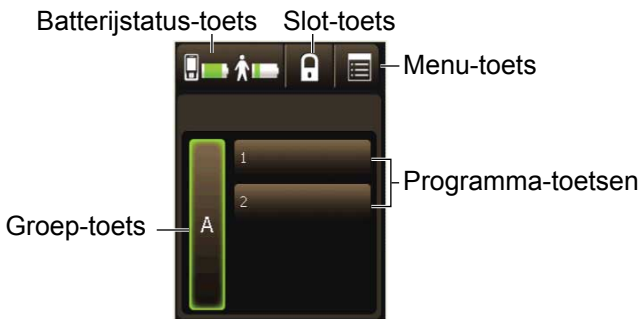 Batterijstatus-toets Slot-toets
Menu-toets
1
Programma-toetsen
2
Groep-toets
A